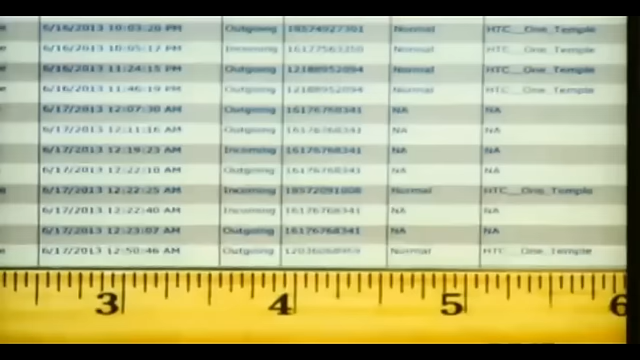 6/16/2013 10:03:20 PM Outgoing Normal HTC__One_Temple
6/16/2013 10:05:17 PM Incoming Normal HTC__One_Temple
6/16/2013 11:24:15 PM Outgoing 12188952894 Normal HTC__One_Temple
6/16/2013 11:46:19 PM Outgoing 12188952894 Normal HTC__One_Temple
6/17/2013 12:07:30 AM Outgoing 16176768341 NA NA
6/17/2013 12:11:16 AM Outgoing 16176768341 NA NA
6/17/2013 12:19:23 AM Incoming 16176768341 NA NA
6/17/2013 12:22:10 AM Outgoing 16176768341 NA NA
6/17/2013 12:22:25 AM Incoming Normal HTC__One_Temple
6/17/2013 12:22:40 AM Incoming 16176768341 NA NA
6/17/2013 12:23:07 AM Outgoing 16176768341 NA NA
6/17/2013 12:50:46 AM Outgoing Normal HTC__One_Temple
3 4 5 6